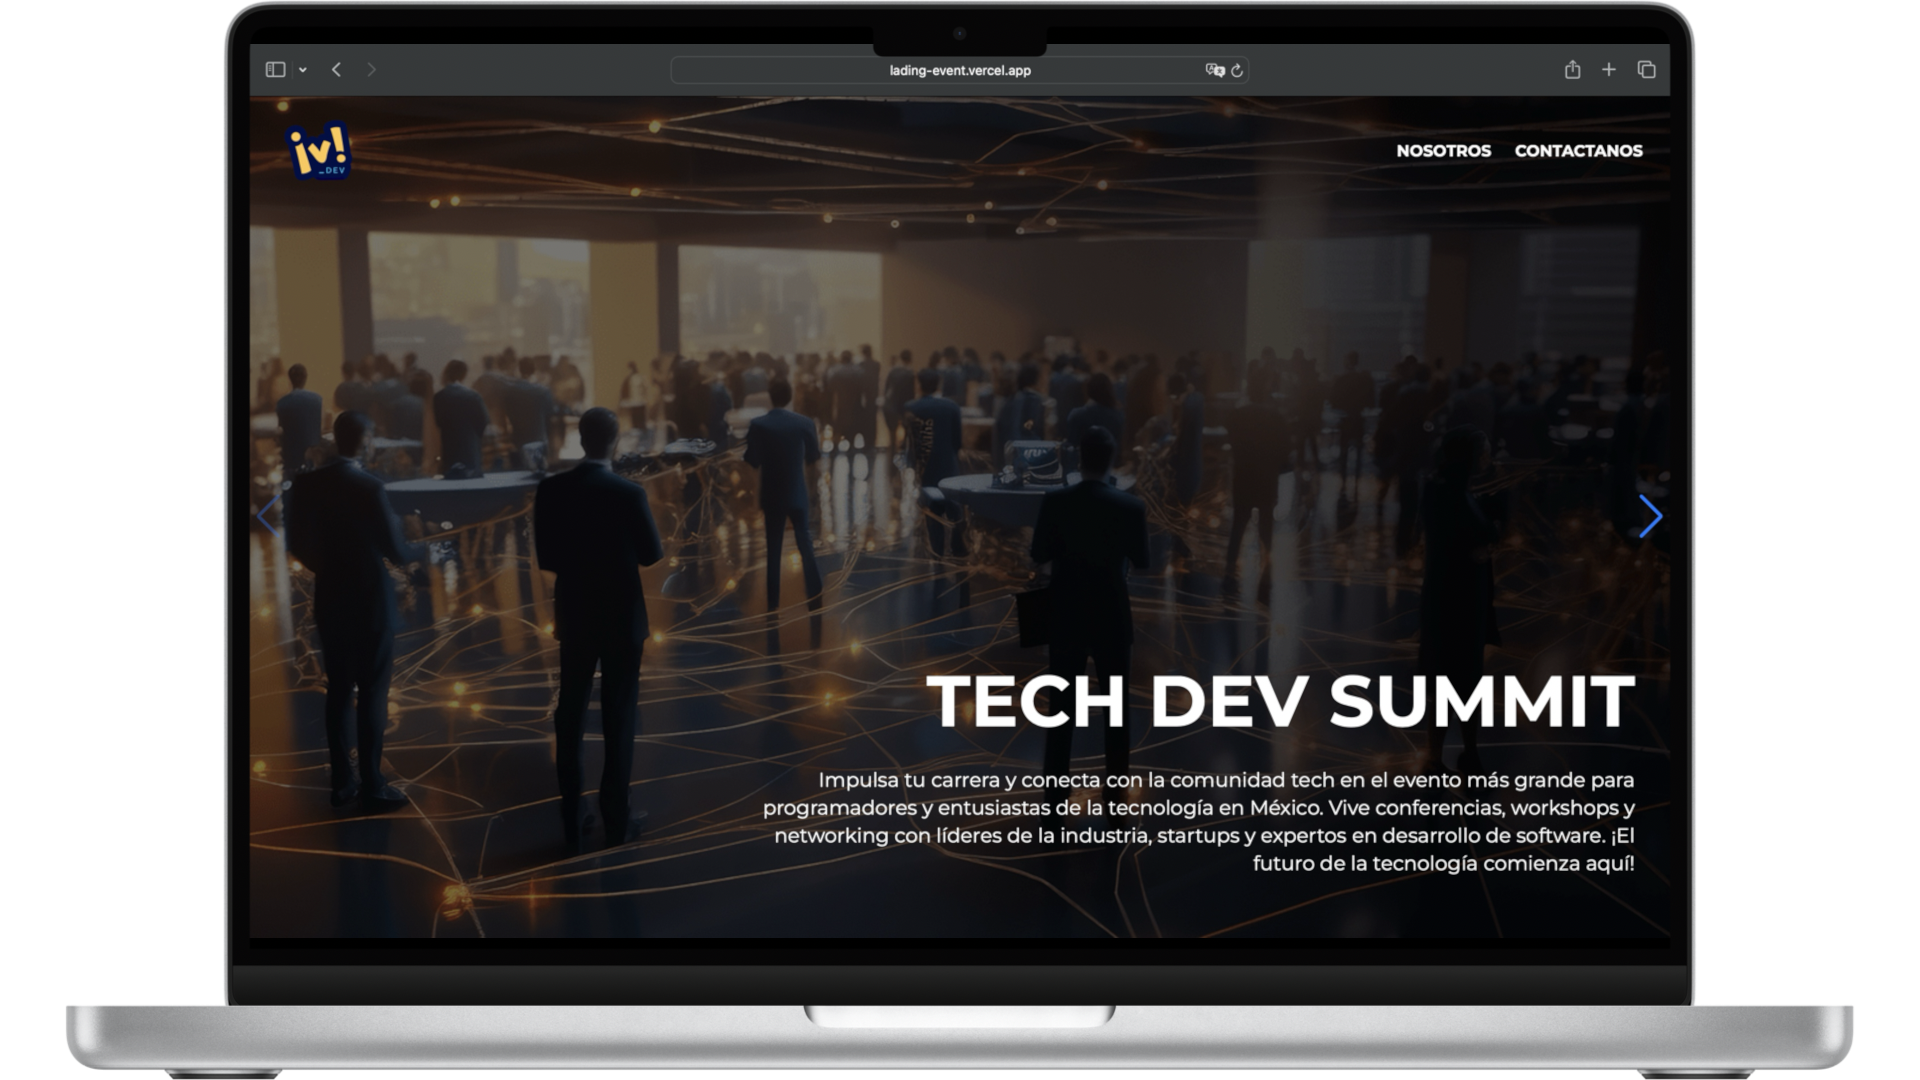 lading-event.vercel.app
iv!
_DEV
NOSOTROS CONTACTANOS
TECH DEV SUMMIT
Impulsa tu carrera y conecta con la comunidad tech en el evento más grande para
programadores y entusiastas de la tecnología en México. Vive conferencias, workshops y
networking con líderes de la industria, startups y expertos en desarrollo de software. ¡El
futuro de la tecnología comienza aquí!